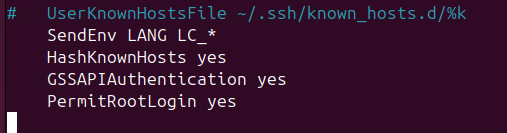 #   UserKnownHostsFile ~/.ssh/known_hosts.d/%k
    SendEnv LANG LC_*
    HashKnownHosts yes
    GSSAPIAuthentication yes
    PermitRootLogin yes